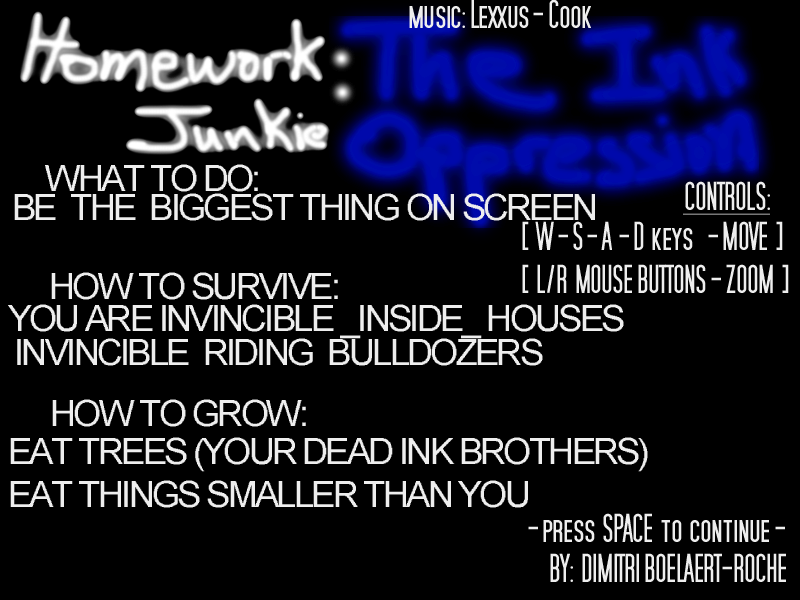 MUSIC: LEXXUS - COOK
Homework : The Ink
Junkie Oppression
WHAT TO DO:
BE THE BIGGEST THING ON SCREEN
CONTROLS:
[ W - S - A - D KEYS - MOVE ]
[ L/R MOUSE BUTTONS - ZOOM ]
HOW TO SURVIVE:
YOU ARE INVINCIBLE _INSIDE_ HOUSES
INVINCIBLE RIDING BULLDOZERS
HOW TO GROW:
EAT TREES (YOUR DEAD INK BROTHERS)
EAT THINGS SMALLER THAN YOU
- PRESS SPACE TO CONTINUE -
BY: DIMITRI BOELAERT-ROCHE